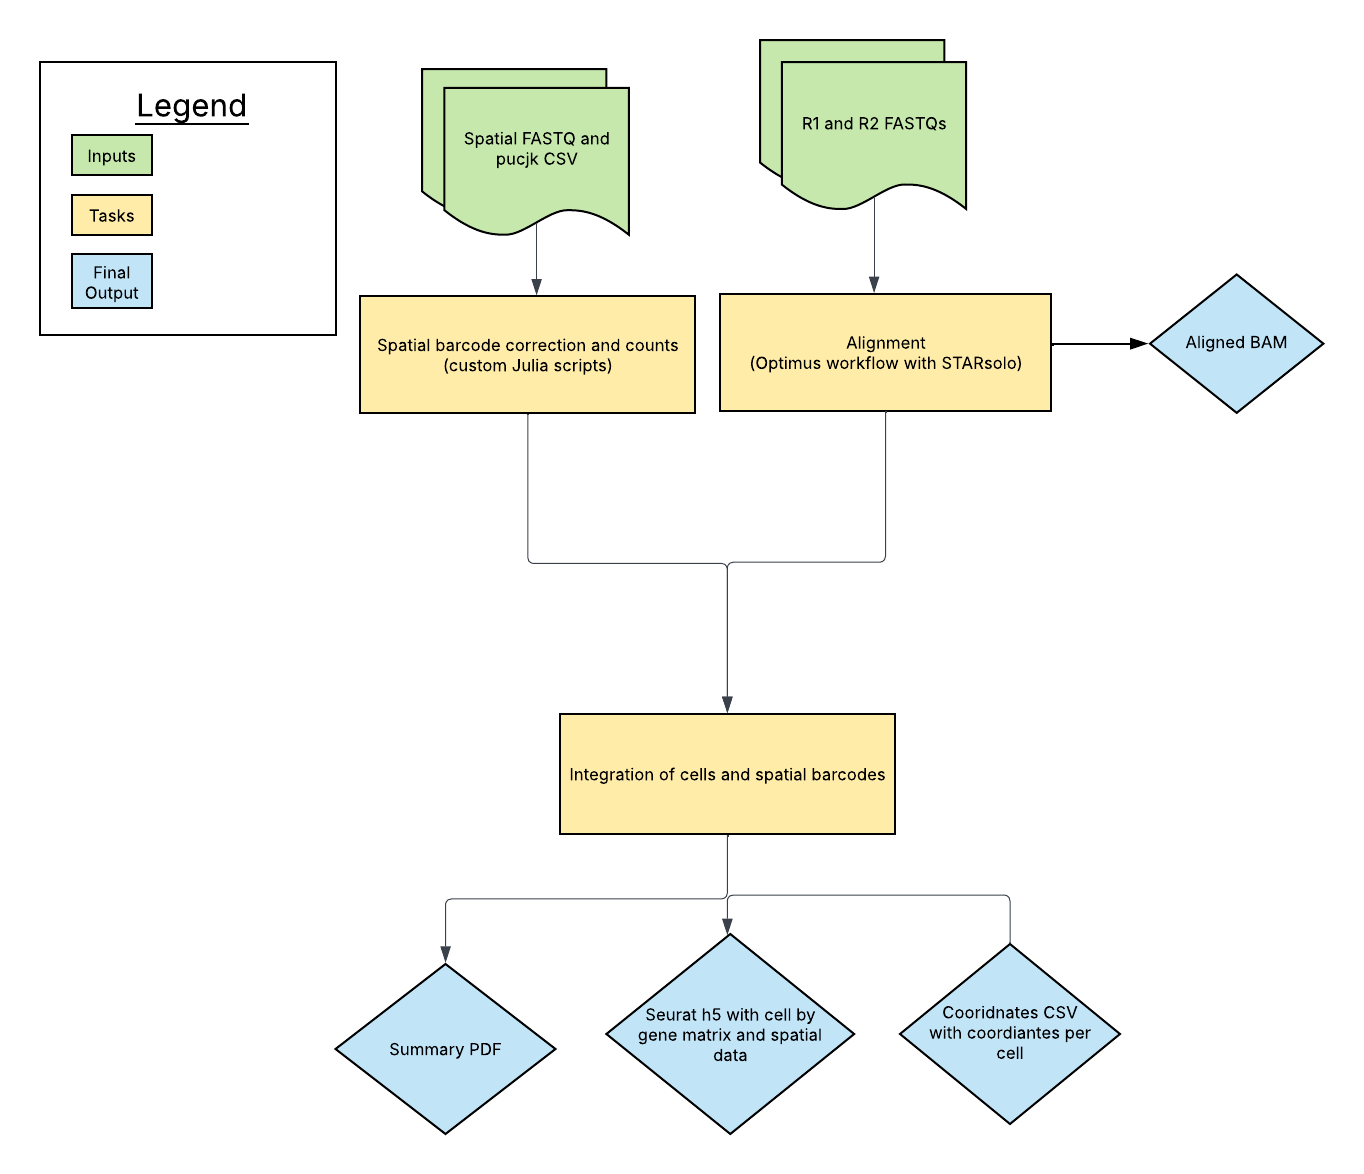 Legend
Inputs
Tasks
Final
Output
Spatial FASTQ and
pucjk CSV
R1 and R2 FASTQs
Spatial barcode correction and counts
(custom Julia scripts)
Alignment
(Optimus workflow with STARsolo)
Aligned BAM
Integration of cells and spatial barcodes
Summary PDF
Seurat h5 with cell by
gene matrix and spatial
data
Cooridnates CSV
with coordiantes per
cell